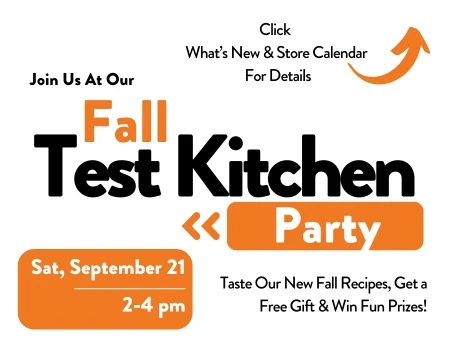 Click
What's New & Store Calendar
For Details
Join Us At Our
Fall
Test Kitchen
Party
Sat, September 21
2-4 pm
Taste Our New Fall Recipes, Get a
Free Gift & Win Fun Prizes!